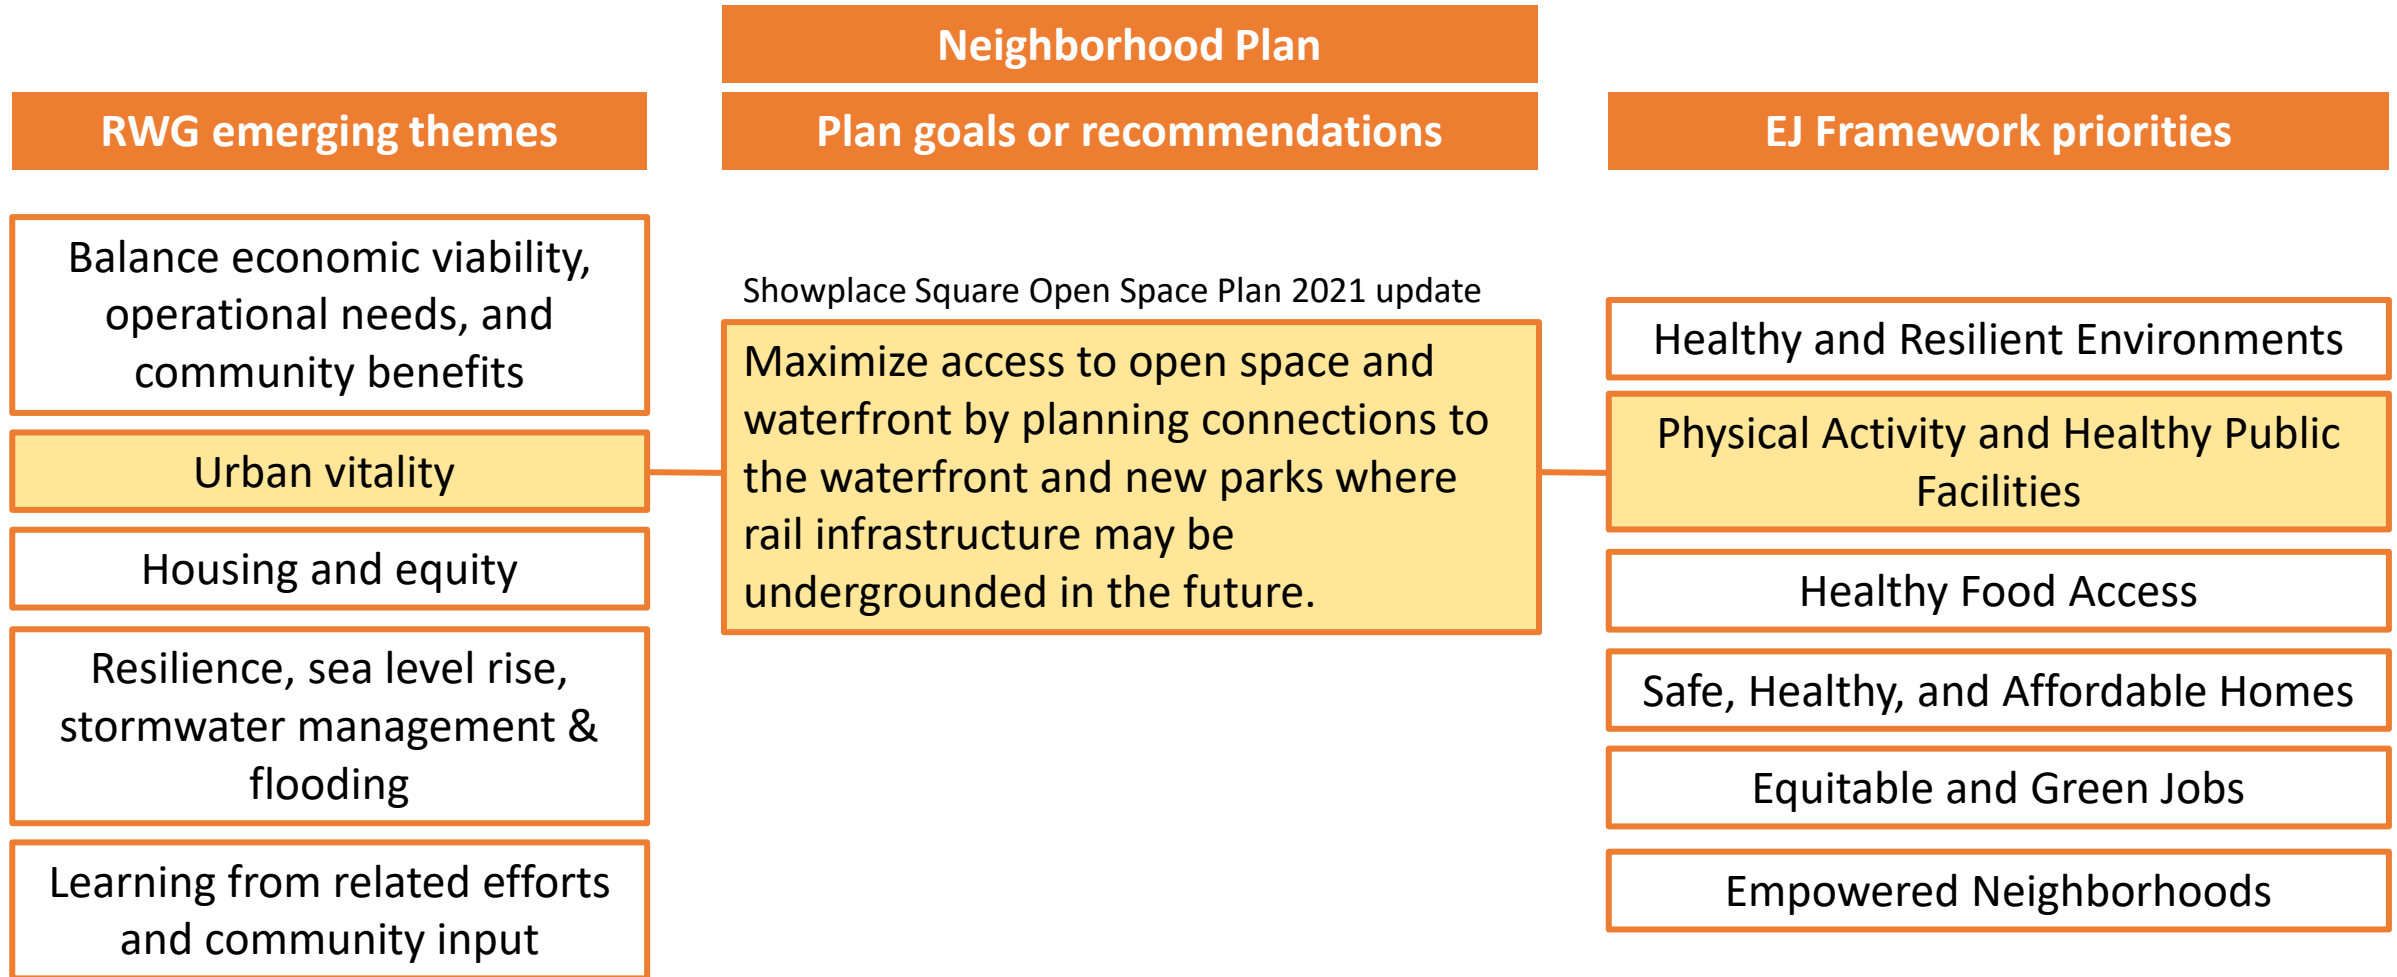 Neighborhood Plan
RWG emerging themes
Plan goals or recommendations
EJ Framework priorities
Balance economic viability,
operational needs, and
community benefits
Urban vitality
Housing and equity
Resilience, sea level rise,
stormwater management &
flooding
Learning from related efforts
and community input
Showplace Square Open Space Plan 2021 update
Maximize access to open space and
waterfront by planning connections to
the waterfront and new parks where
rail infrastructure may be
undergrounded in the future.
Healthy and Resilient Environments
Physical Activity and Healthy Public
Facilities
Healthy Food Access
Safe, Healthy, and Affordable Homes
Equitable and Green Jobs
Empowered Neighborhoods